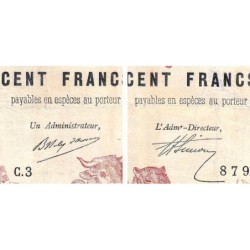 CENT FRANCS
payables en espèces au porteur
Un Administrateur,
C.3
CENT FRANCS
payables en espèces au porteur
L'Admr-Directeur,
879